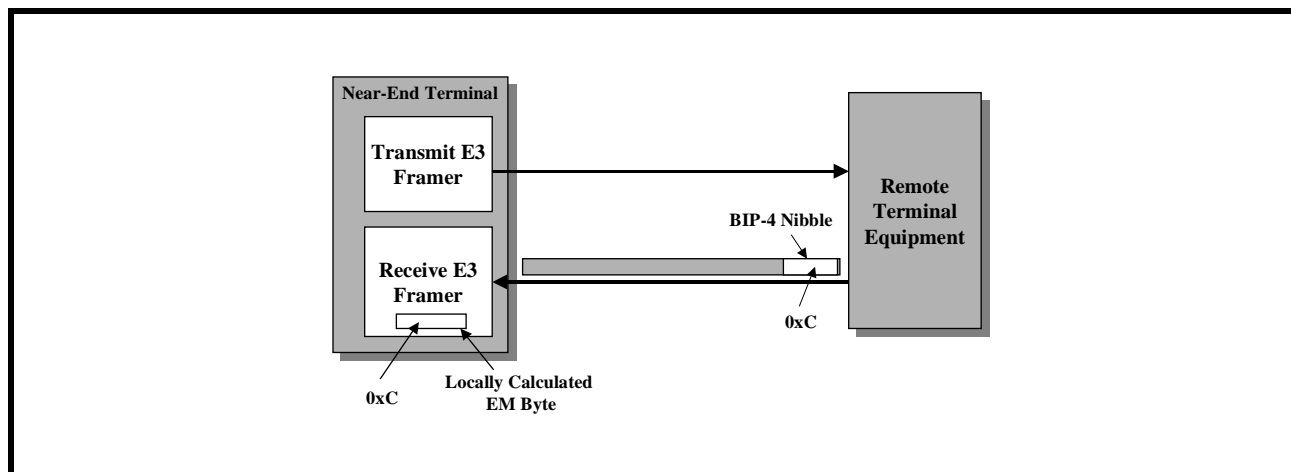 Near-End Terminal
Transmit E3
Framer
Remote
Terminal
Equipment
BIP-4 Nibble
Receive E3
Framer
0xC
0xC
Locally Calculated
EM Byte